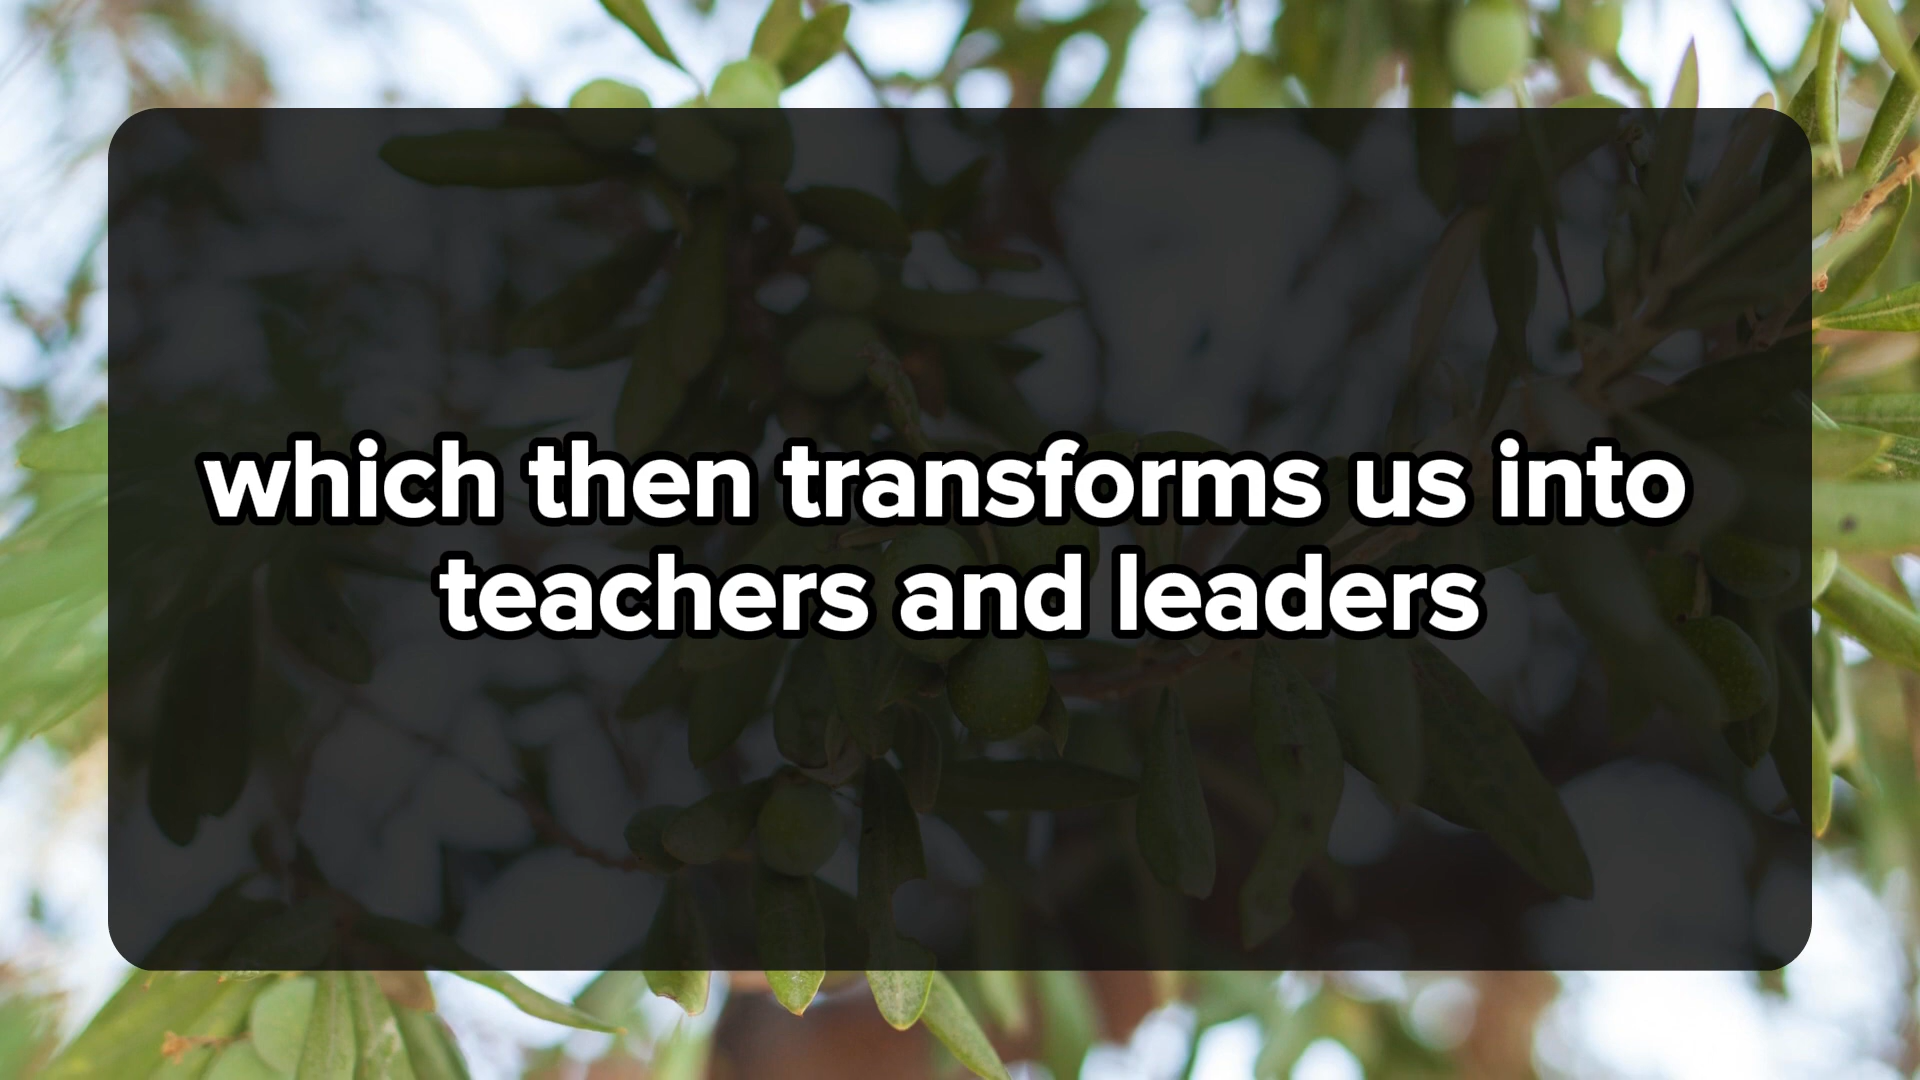 which then transforms us into
teachers and leaders